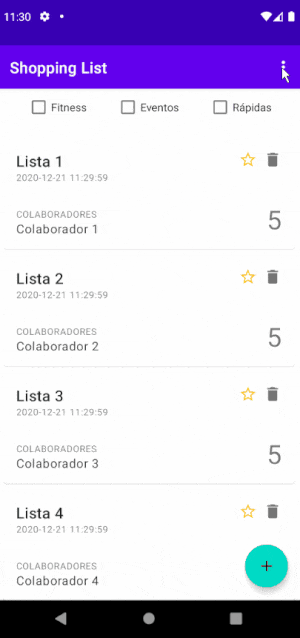 11:30
Shopping List
Fitness Eventos Rápidas
Lista 1
2020-12-21 11:29:59
COLABORADORES
Colaborador 1
5
Lista 2
2020-12-21 11:29:59
COLABORADORES
Colaborador 2
5
Lista 3
2020-12-21 11:29:59
COLABORADORES
Colaborador 3
5
Lista 4
2020-12-21 11:29:59
COLABORADORES
Colaborador 4
+